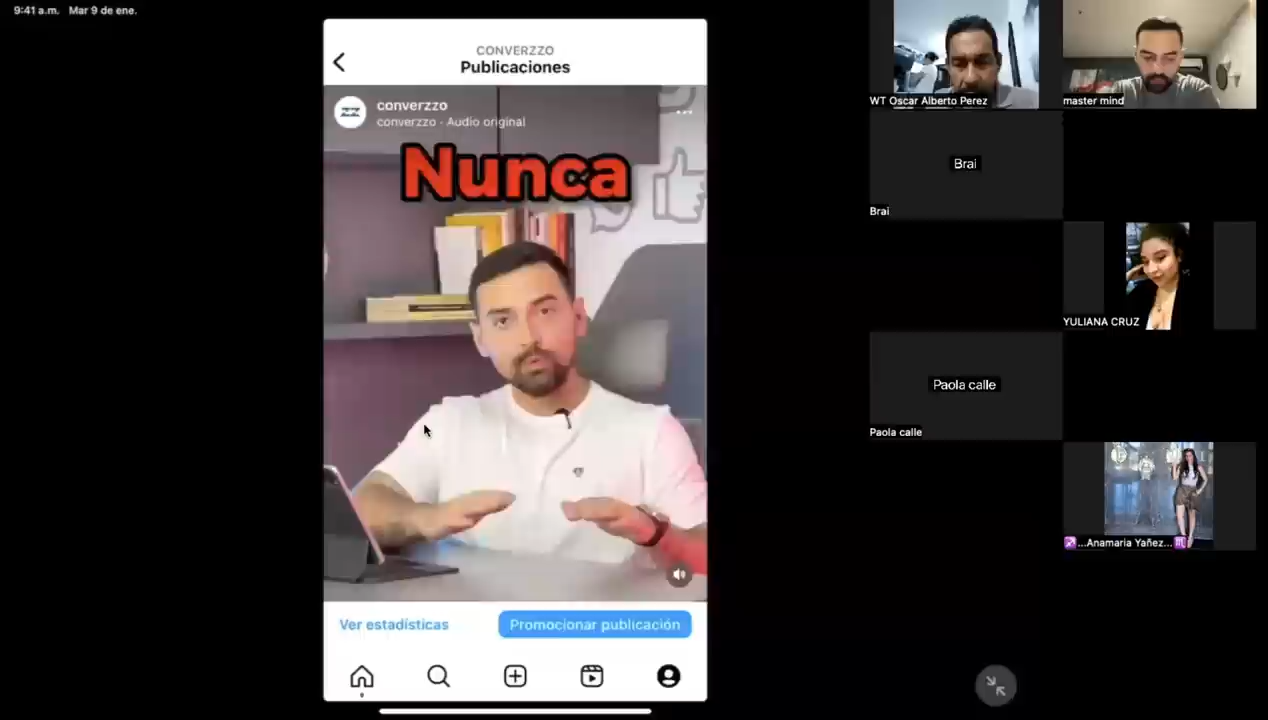 9:41 a.m. Mar 9 de ene.
CONVERZZO
Publicaciones
converzzo
converzzo - Audio original
Nunca
Ver estadísticas
Promocionar publicación
WT Oscar Alberto Perez
master mind
Brai
Brai
YULIANA CRUZ
Paola calle
Paola calle
♐...Anamaria Yañez...♏